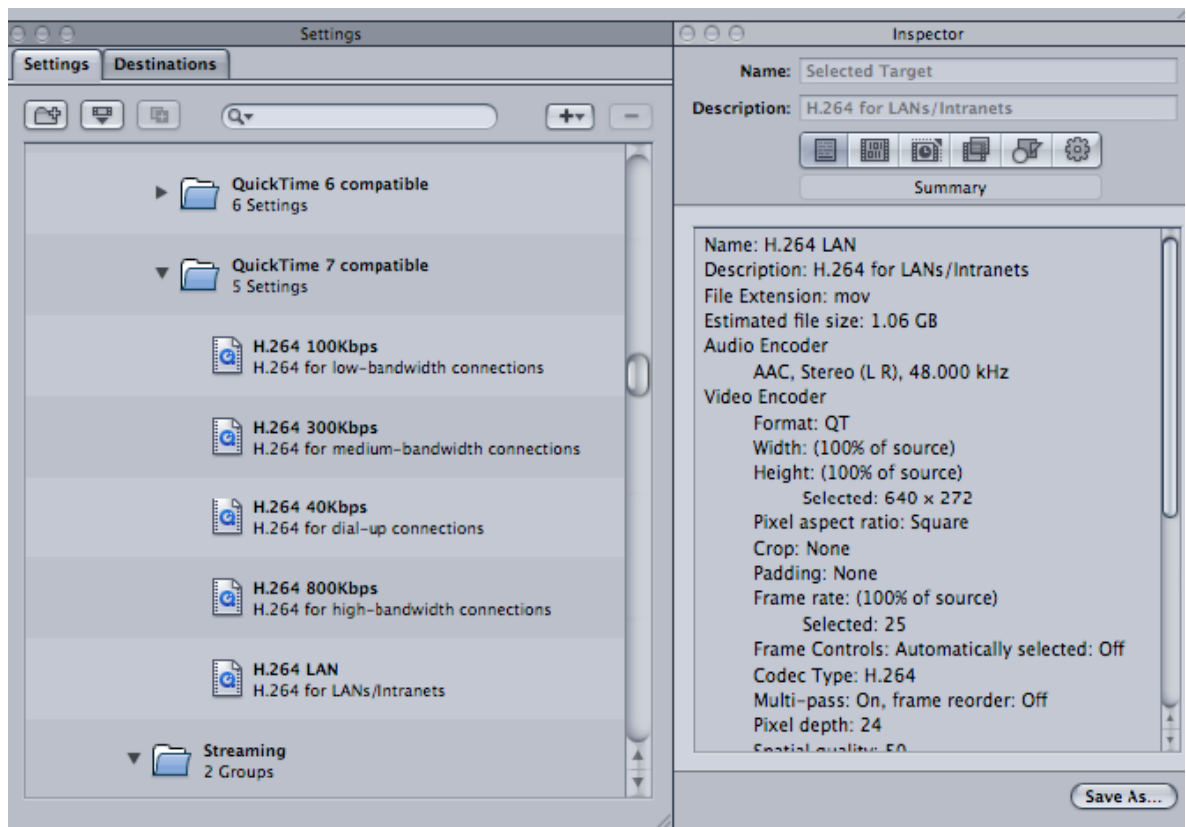 Settings
Settings
Destinations
QuickTime 6 compatible
6 Settings
QuickTime 7 compatible
5 Settings
H.264 100Kbps
H.264 for low-bandwidth connections
H.264 300Kbps
H.264 for medium-bandwidth connections
H.264 40Kbps
H.264 for dial-up connections
H.264 800Kbps
H.264 for high-bandwidth connections
H.264 LAN
H.264 for LANs/Intranets
Streaming
2 Groups
Inspector
Name: Selected Target
Description: H.264 for LANs/Intranets
Summary
Name: H.264 LAN
Description: H.264 for LANs/Intranets
File Extension: mov
Estimated file size: 1.06 GB
Audio Encoder
AAC, Stereo (L R), 48.000 kHz
Video Encoder
Format: QT
Width: (100% of source)
Height: (100% of source)
Selected: 640 x 272
Pixel aspect ratio: Square
Crop: None
Padding: None
Frame rate: (100% of source)
Selected: 25
Frame Controls: Automatically selected: Off
Codec Type: H.264
Multi-pass: On, frame reorder: Off
Pixel depth: 24
Spatial quality: 50
Save As...